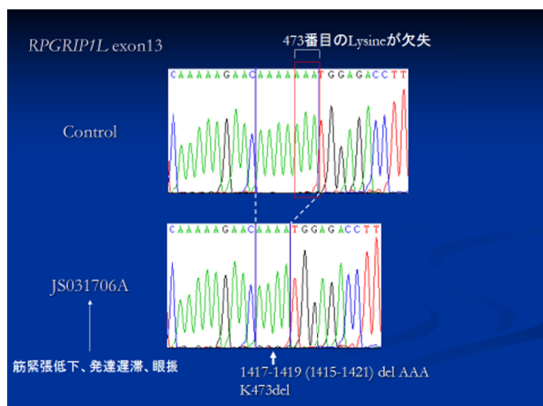 RPGRIP1L exon13
473番目のLysineが欠失
CAAAAAGAACAAAAAAATGGAGACCTT
Control
CAAAAAGAACAAAATGGAGACCTT
JS031706A
筋緊張低下、発達遅滞、眼振
1417-1419 (1415-1421) del AAA
K473del